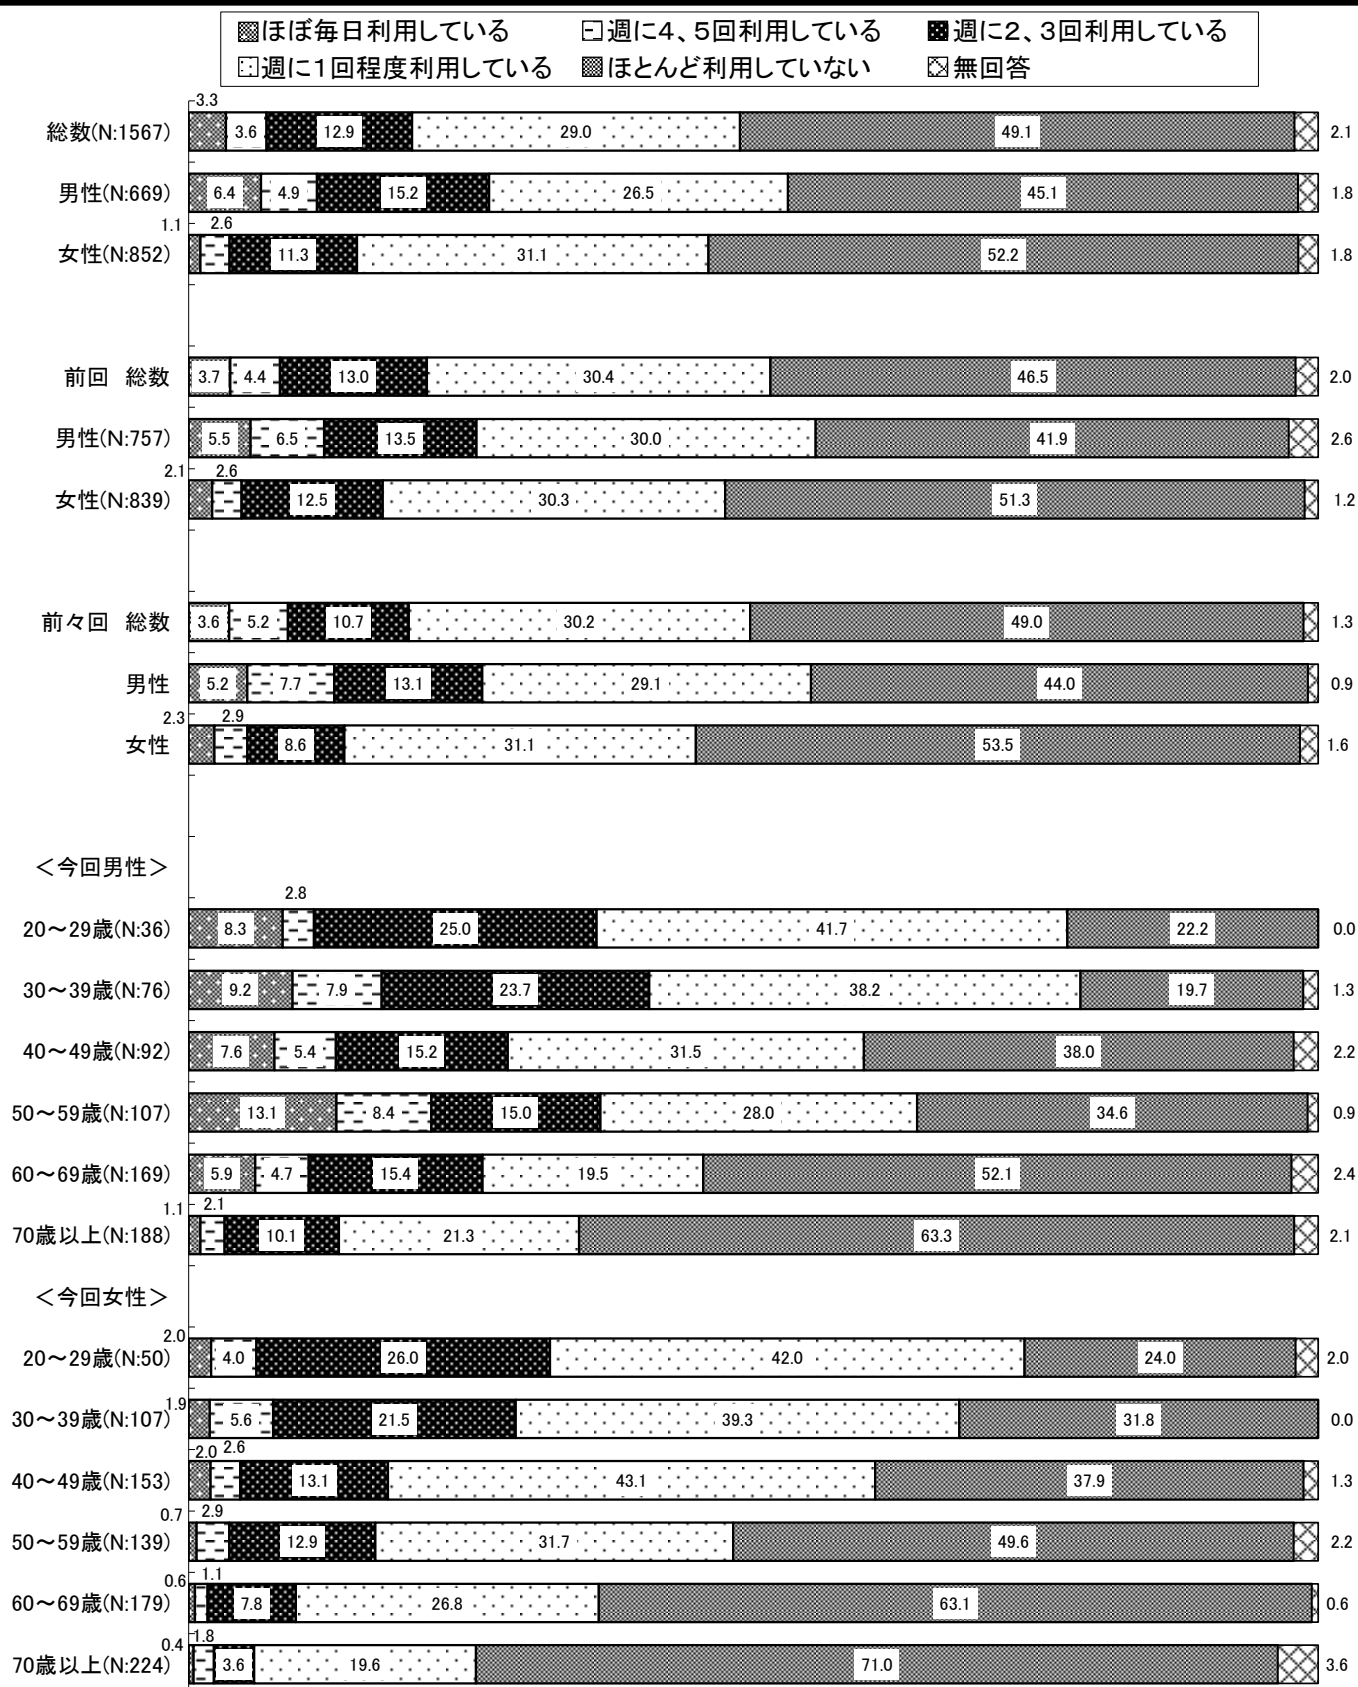 ほぼ毎日利用している 週に4、5回利用している 週に2、3回利用している
週に1回程度利用している ほとんど利用していない 無回答
3.3
総数(N:1567) 3.6 12.9 29.0 49.1 2.1
男性(N:669) 6.4 4.9 15.2 26.5 45.1 1.8
1.1 2.6
女性(N:852) 11.3 31.1 52.2 1.8
前回 総数 3.7 4.4 13.0 30.4 46.5 2.0
男性(N:757) 5.5 6.5 13.5 30.0 41.9 2.6
2.1 2.6
女性(N:839) 12.5 30.3 51.3 1.2
前々回 総数 3.6 5.2 10.7 30.2 49.0 1.3
男性 5.2 7.7 13.1 29.1 44.0 0.9
2.3 2.9
女性 8.6 31.1 53.5 1.6
＜今回男性＞
2.8
20～29歳(N:36) 8.3 25.0 41.7 22.2 0.0
30～39歳(N:76) 9.2 7.9 23.7 38.2 19.7 1.3
40～49歳(N:92) 7.6 5.4 15.2 31.5 38.0 2.2
50～59歳(N:107) 13.1 8.4 15.0 28.0 34.6 0.9
60～69歳(N:169) 5.9 4.7 15.4 19.5 52.1 2.4
1.1 2.1
70歳以上(N:188) 10.1 21.3 63.3 2.1
＜今回女性＞
2.0
20～29歳(N:50) 4.0 26.0 42.0 24.0 2.0
1.9
30～39歳(N:107) 5.6 21.5 39.3 31.8 0.0
2.0 2.6
40～49歳(N:153) 13.1 43.1 37.9 1.3
0.7 2.9
50～59歳(N:139) 12.9 31.7 49.6 2.2
0.6 1.1
60～69歳(N:179) 7.8 26.8 63.1 0.6
0.4 1.8
70歳以上(N:224) 3.6 19.6 71.0 3.6